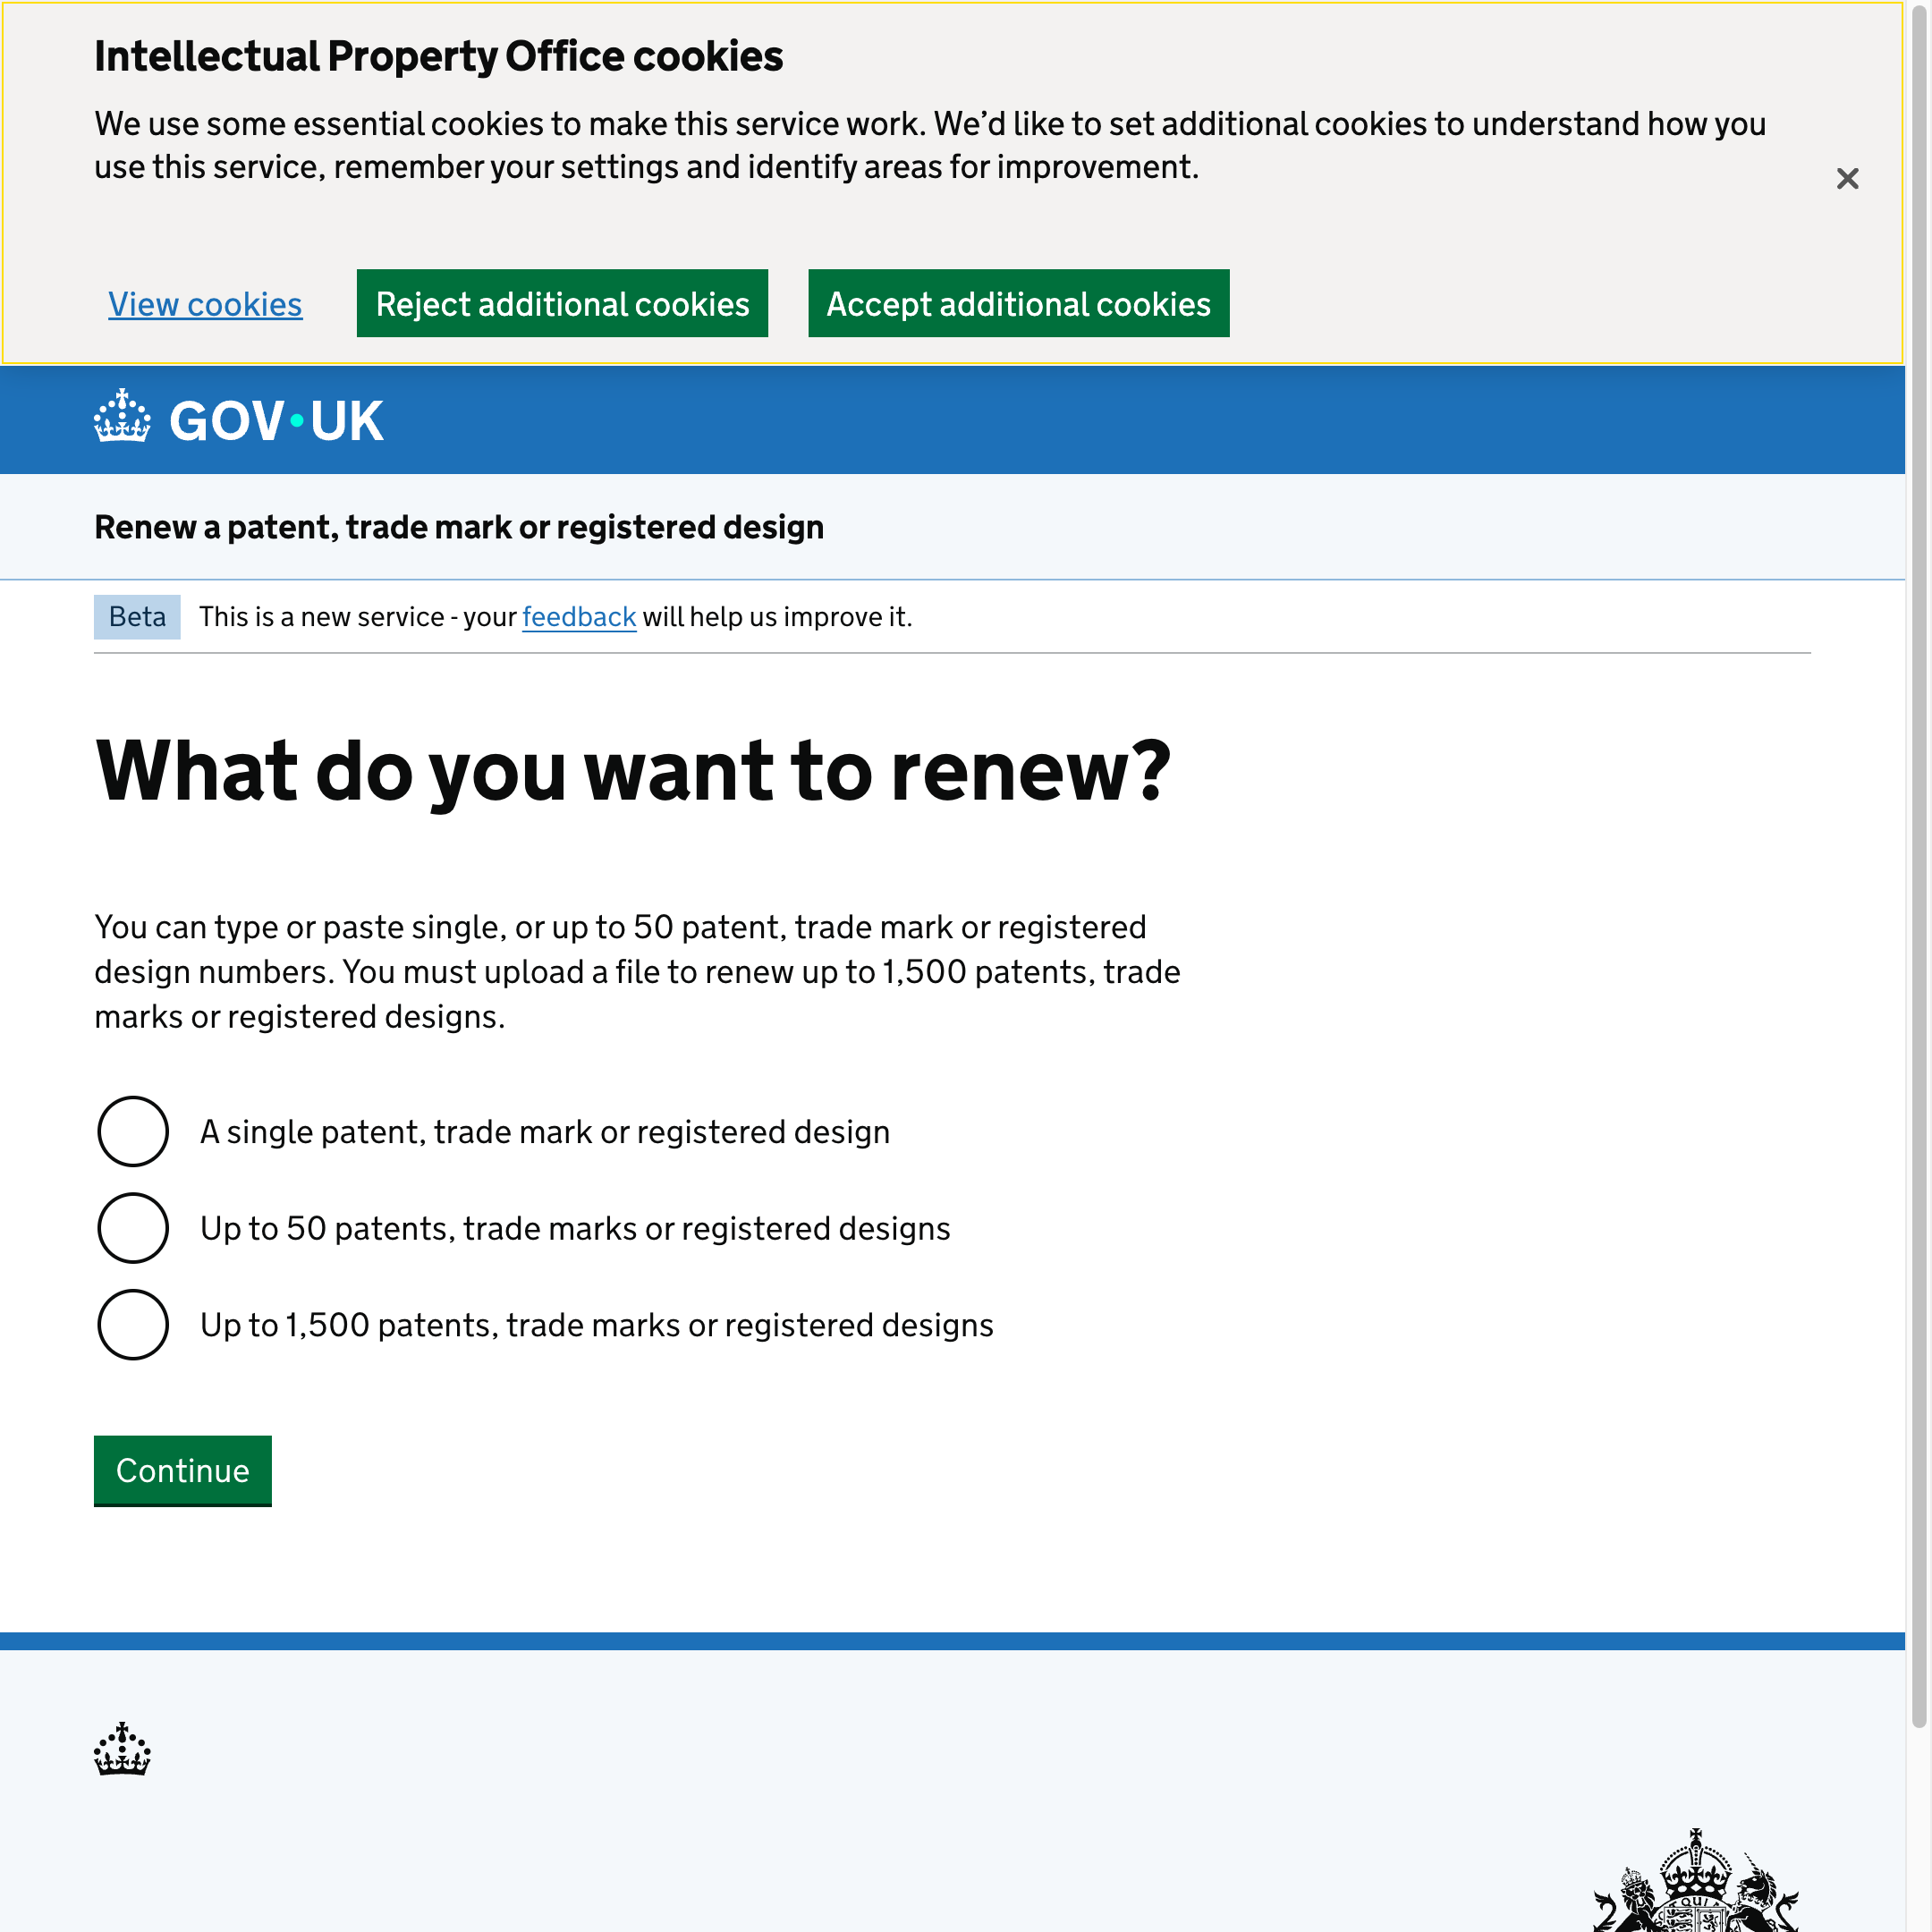 Intellectual Property Office cookies
We use some essential cookies to make this service work. We’d like to set additional cookies to understand how you
use this service, remember your settings and identify areas for improvement.
View cookies
Reject additional cookies
Accept additional cookies
GOV·UK
Renew a patent, trade mark or registered design
Beta
This is a new service - your feedback will help us improve it.
What do you want to renew?
You can type or paste single, or up to 50 patent, trade mark or registered
design numbers. You must upload a file to renew up to 1,500 patents, trade
marks or registered designs.
A single patent, trade mark or registered design
Up to 50 patents, trade marks or registered designs
Up to 1,500 patents, trade marks or registered designs
Continue
QUI